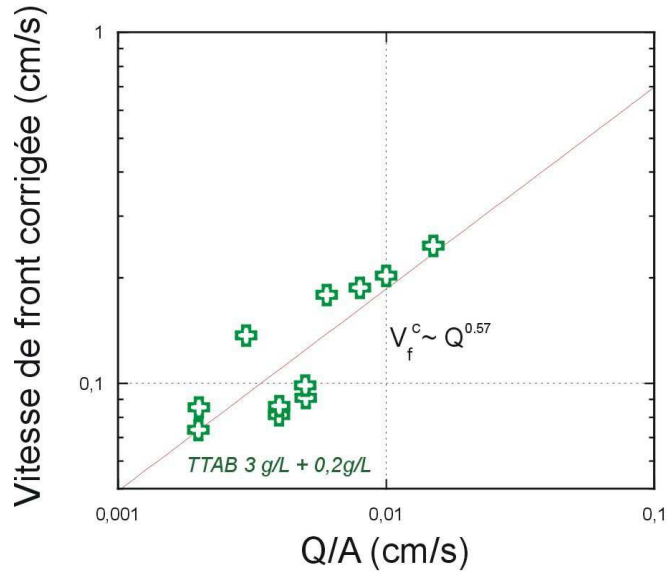 Vitesse de front corrigée (cm/s)
1
0,1
V_f^c ~ Q^0.57
TTAB 3 g/L + 0,2g/L
0,001
0,01
0,1
Q/A (cm/s)